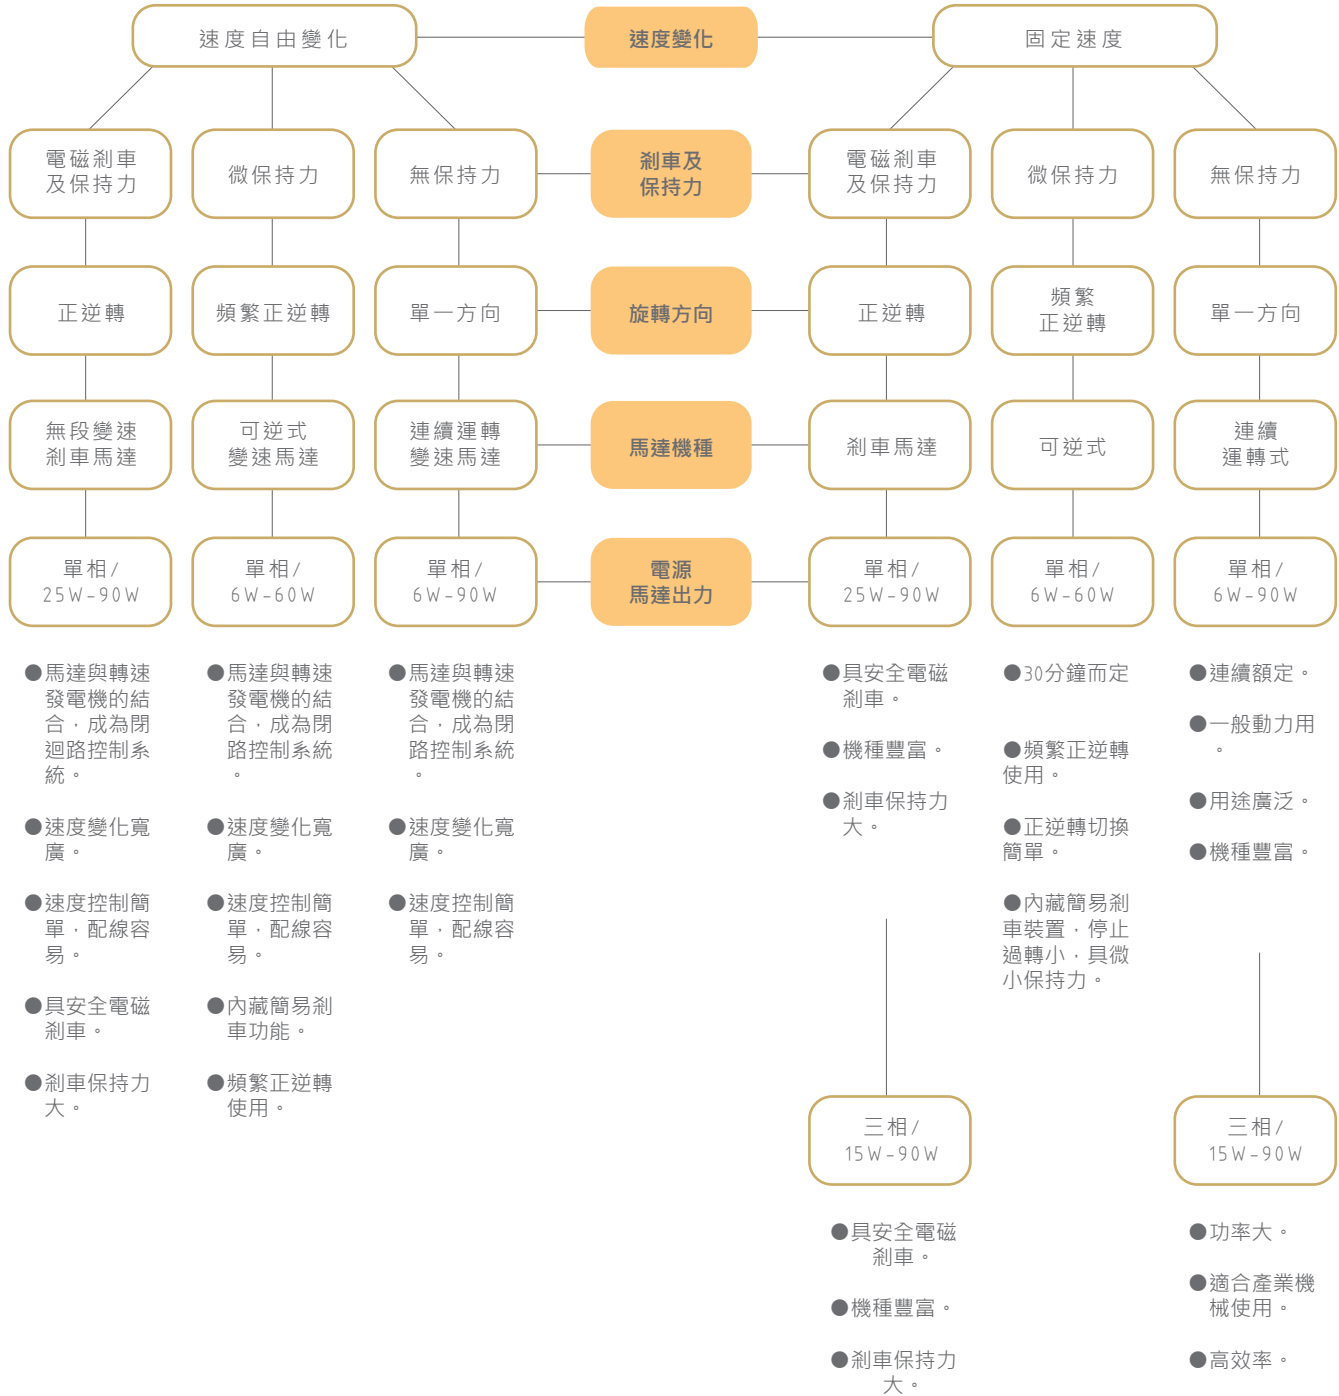 速度自由變化
速度變化
固定速度
電磁剎車
及保持力
微保持力
無保持力
剎車及
保持力
電磁剎車
及保持力
微保持力
無保持力
正逆轉
頻繁正逆轉
單一方向
旋轉方向
正逆轉
頻繁
正逆轉
單一方向
無段變速
剎車馬達
可逆式
變速馬達
連續運轉
變速馬達
馬達機種
剎車馬達
可逆式
連續
運轉式
單相/
25W-90W
單相/
6W-60W
單相/
6W-90W
電源
馬達出力
單相/
25W-90W
單相/
6W-60W
單相/
6W-90W
●馬達與轉速
發電機的結
合，成為閉
迴路控制系
統。
●速度變化寬
廣。
●速度控制簡
單，配線容
易。
●具安全電磁
剎車。
●剎車保持力
大。
●馬達與轉速
發電機的結
合，成為閉
路控制系統
。
●速度變化寬
廣。
●速度控制簡
單，配線容
易。
●內藏簡易剎
車功能。
●頻繁正逆轉
使用。
●馬達與轉速
發電機的結
合，成為閉
路控制系統
。
●速度變化寬
廣。
●速度控制簡
單，配線容
易。
●具安全電磁
剎車。
●機種豐富。
●剎車保持力
大。
●30分鐘而定
●頻繁正逆轉
使用。
●正逆轉切換
簡單。
●內藏簡易剎
車裝置，停止
過轉小，具微
小保持力。
●連續額定。
●一般動力用
。
●用途廣泛。
●機種豐富。
三相/
15W-90W
三相/
15W-90W
●具安全電磁
剎車。
●機種豐富。
●剎車保持力
大。
●功率大。
●適合產業機
械使用。
●高效率。